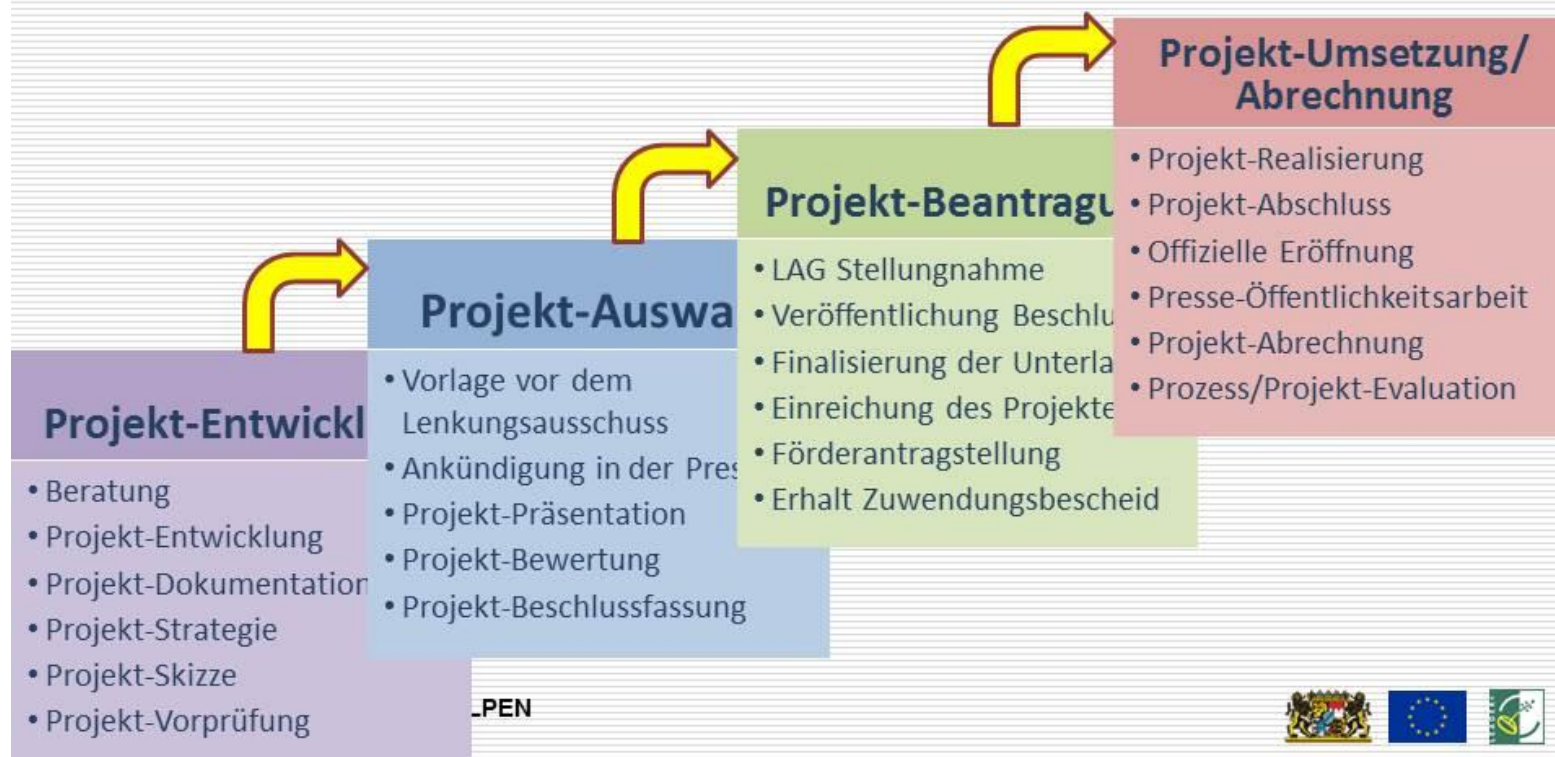 Projekt-Entwickl
• Beratung
• Projekt-Entwicklung
• Projekt-Dokumentation
• Projekt-Strategie
• Projekt-Skizze
• Projekt-Vorprüfung
Projekt-Auswa
• Vorlage vor dem
Lenkungsausschuss
• Ankündigung in der Pres
• Projekt-Präsentation
• Projekt-Bewertung
• Projekt-Beschlussfassung
Projekt-Beantragu
• LAG Stellungnahme
• Veröffentlichung Beschlu
• Finalisierung der Unterla
• Einreichung des Projekte
• Förderantragstellung
• Erhalt Zuwendungsbescheid
Projekt-Umsetzung/
Abrechnung
• Projekt-Realisierung
• Projekt-Abschluss
• Offizielle Eröffnung
• Presse-Öffentlichkeitsarbeit
• Projekt-Abrechnung
• Prozess/Projekt-Evaluation
LPEN